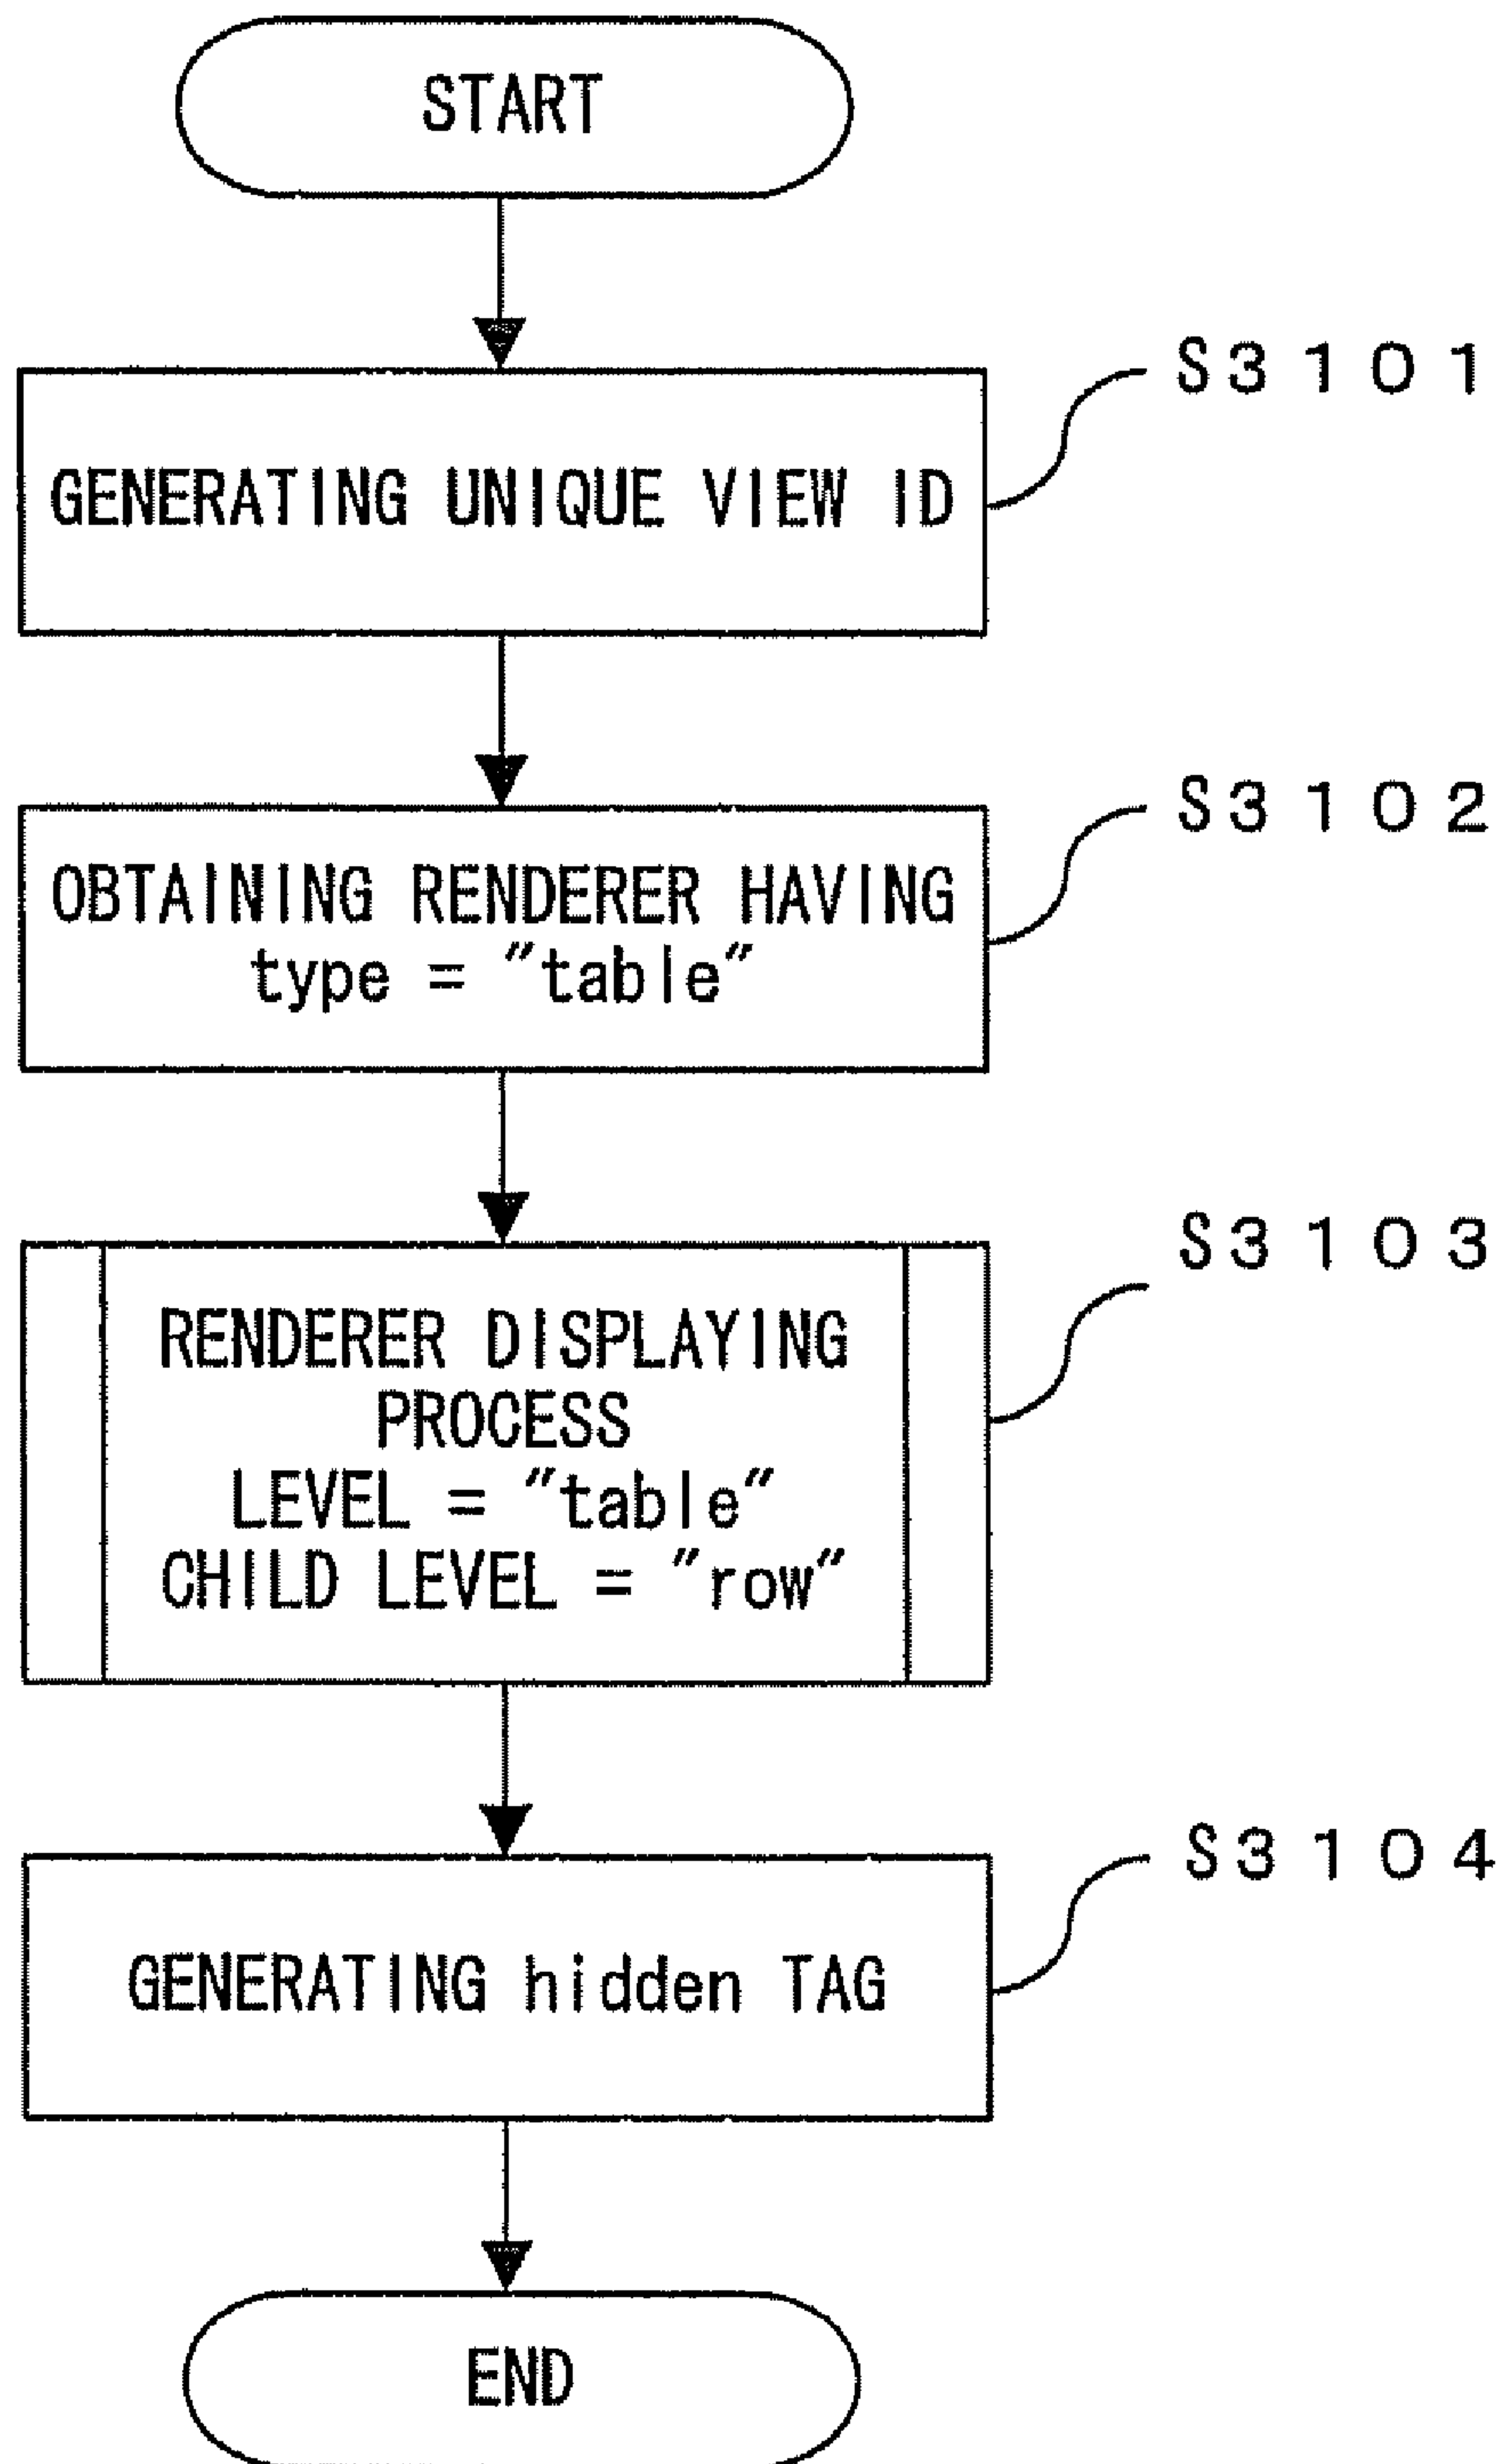 START
S3101
GENERATING UNIQUE VIEW ID
S3102
OBTAINING RENDERER HAVING
type = "table"
S3103
RENDERER DISPLAYING
PROCESS
LEVEL = "table"
CHILD LEVEL = "row"
S3104
GENERATING hidden TAG
END